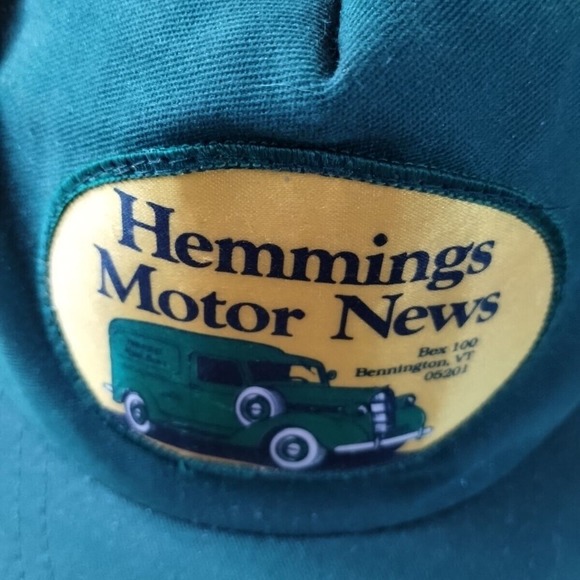 Hemmings
Motor News
Box 100
Bennington, VT
05201